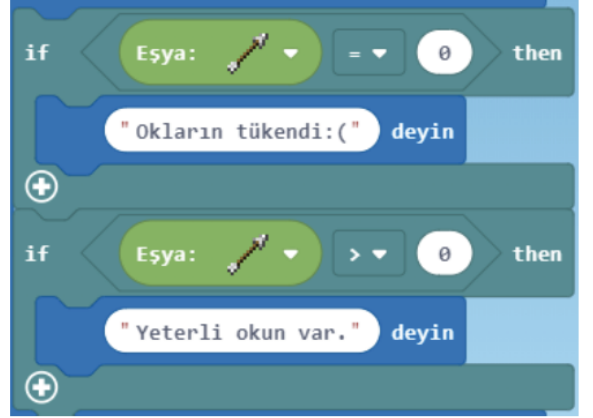 if Eşya: = 0 then
"Okların tükendi:(" deyin
if Eşya: > 0 then
"Yeterli okun var." deyin